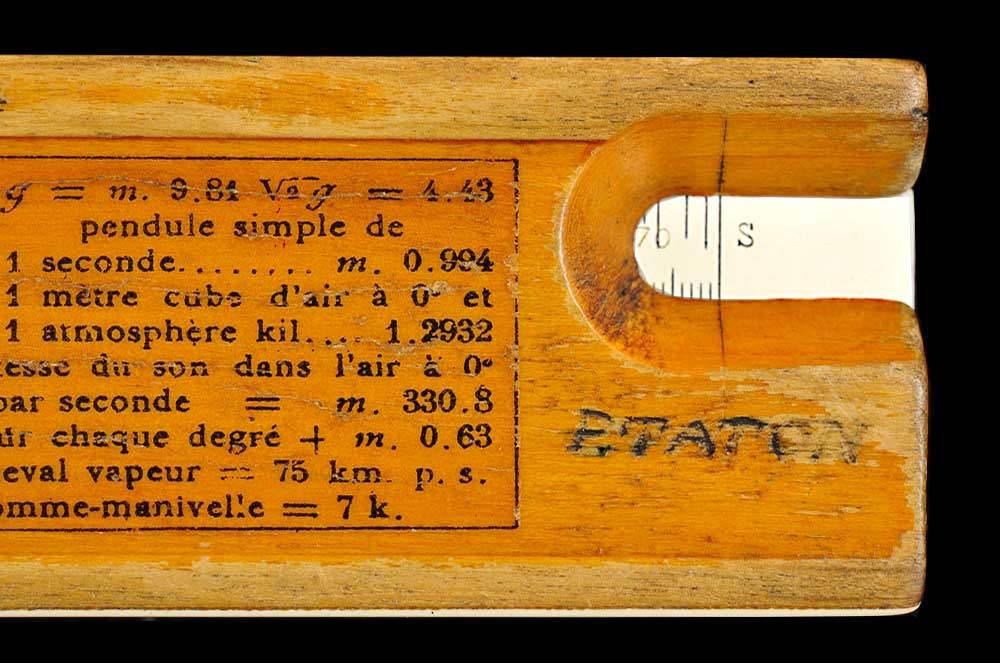 g = m. 9.81 √2g = 4.43
pendule simple de
1 seconde........ m. 0.994
1 mètre cube d'air à 0° et
1 atmosphère kil.... 1.2932
esse du son dans l'air à 0°
par seconde = m. 330.8
ur chaque degré + m. 0.63
eval vapeur = 75 km. p. s.
omme-manivelle = 7 k.
70 S
ETATON